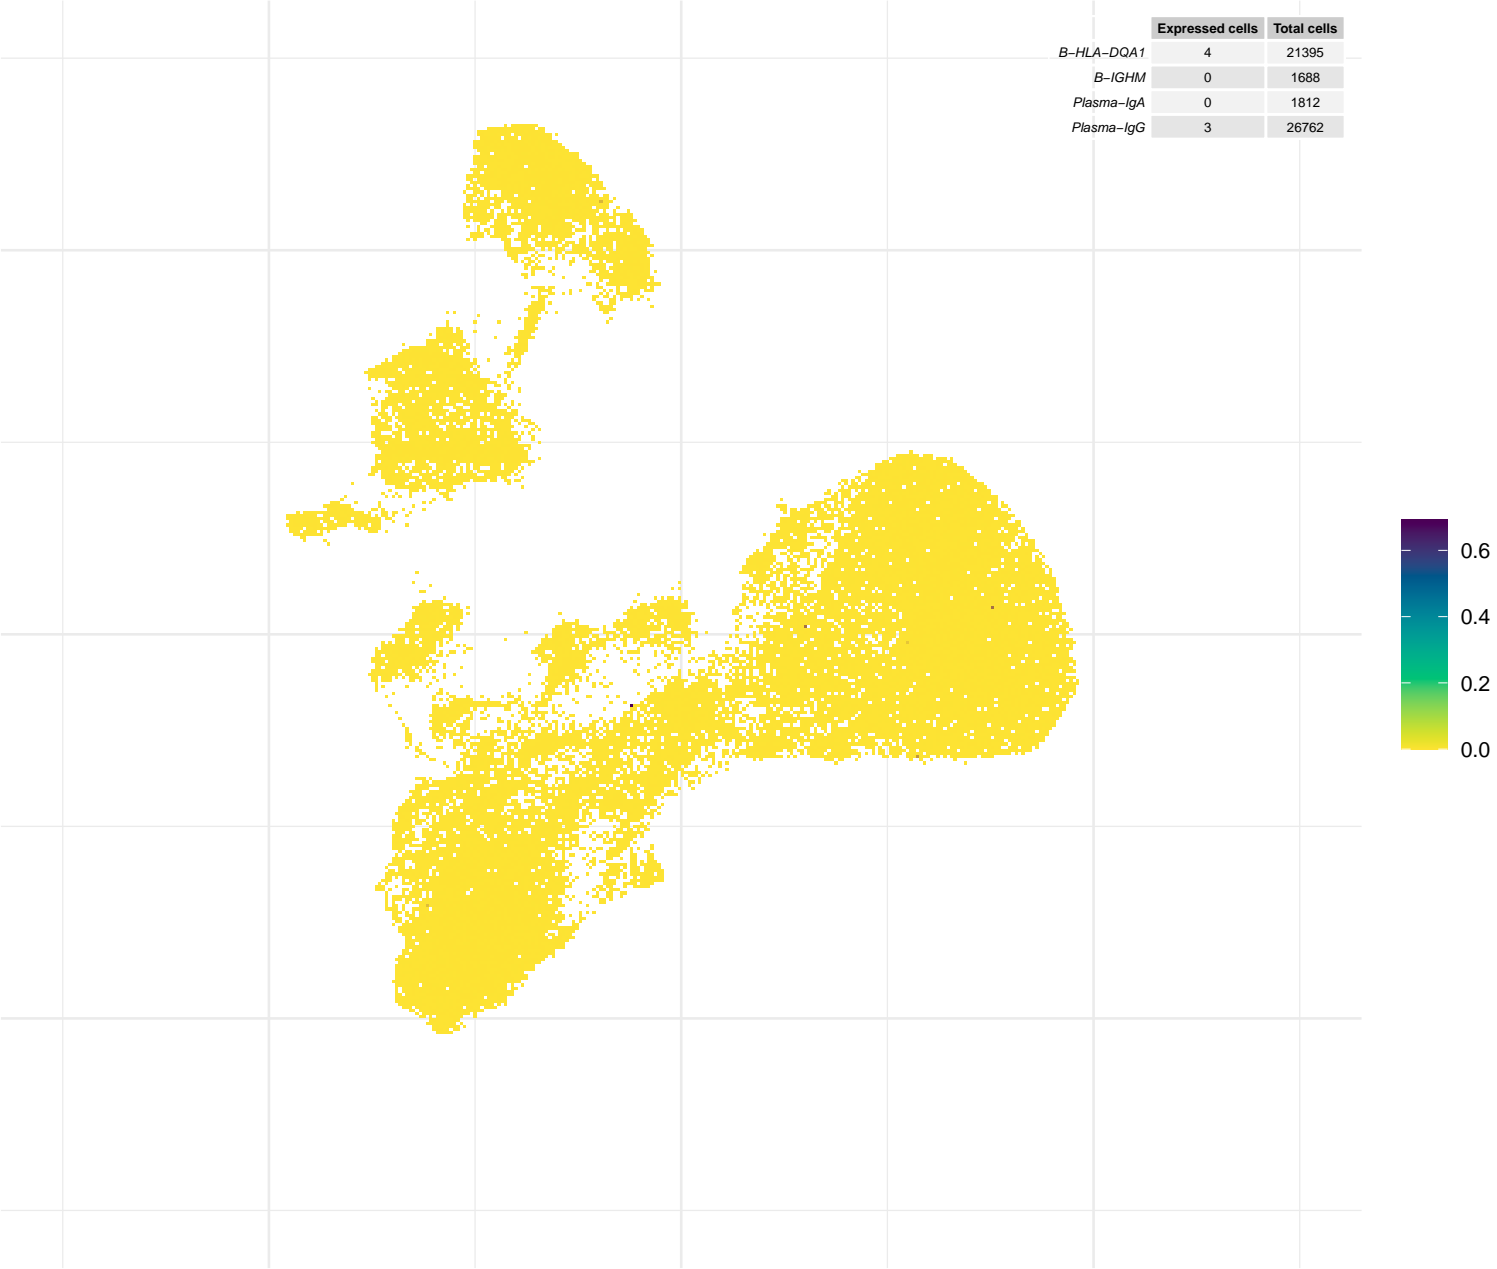 Expressed cells Total cells
B−HLA−DQA1 4 21395
B−IGHM 0 1688
Plasma−IgA 0 1812
Plasma−IgG 3 26762
0.6
0.4
0.2
0.0